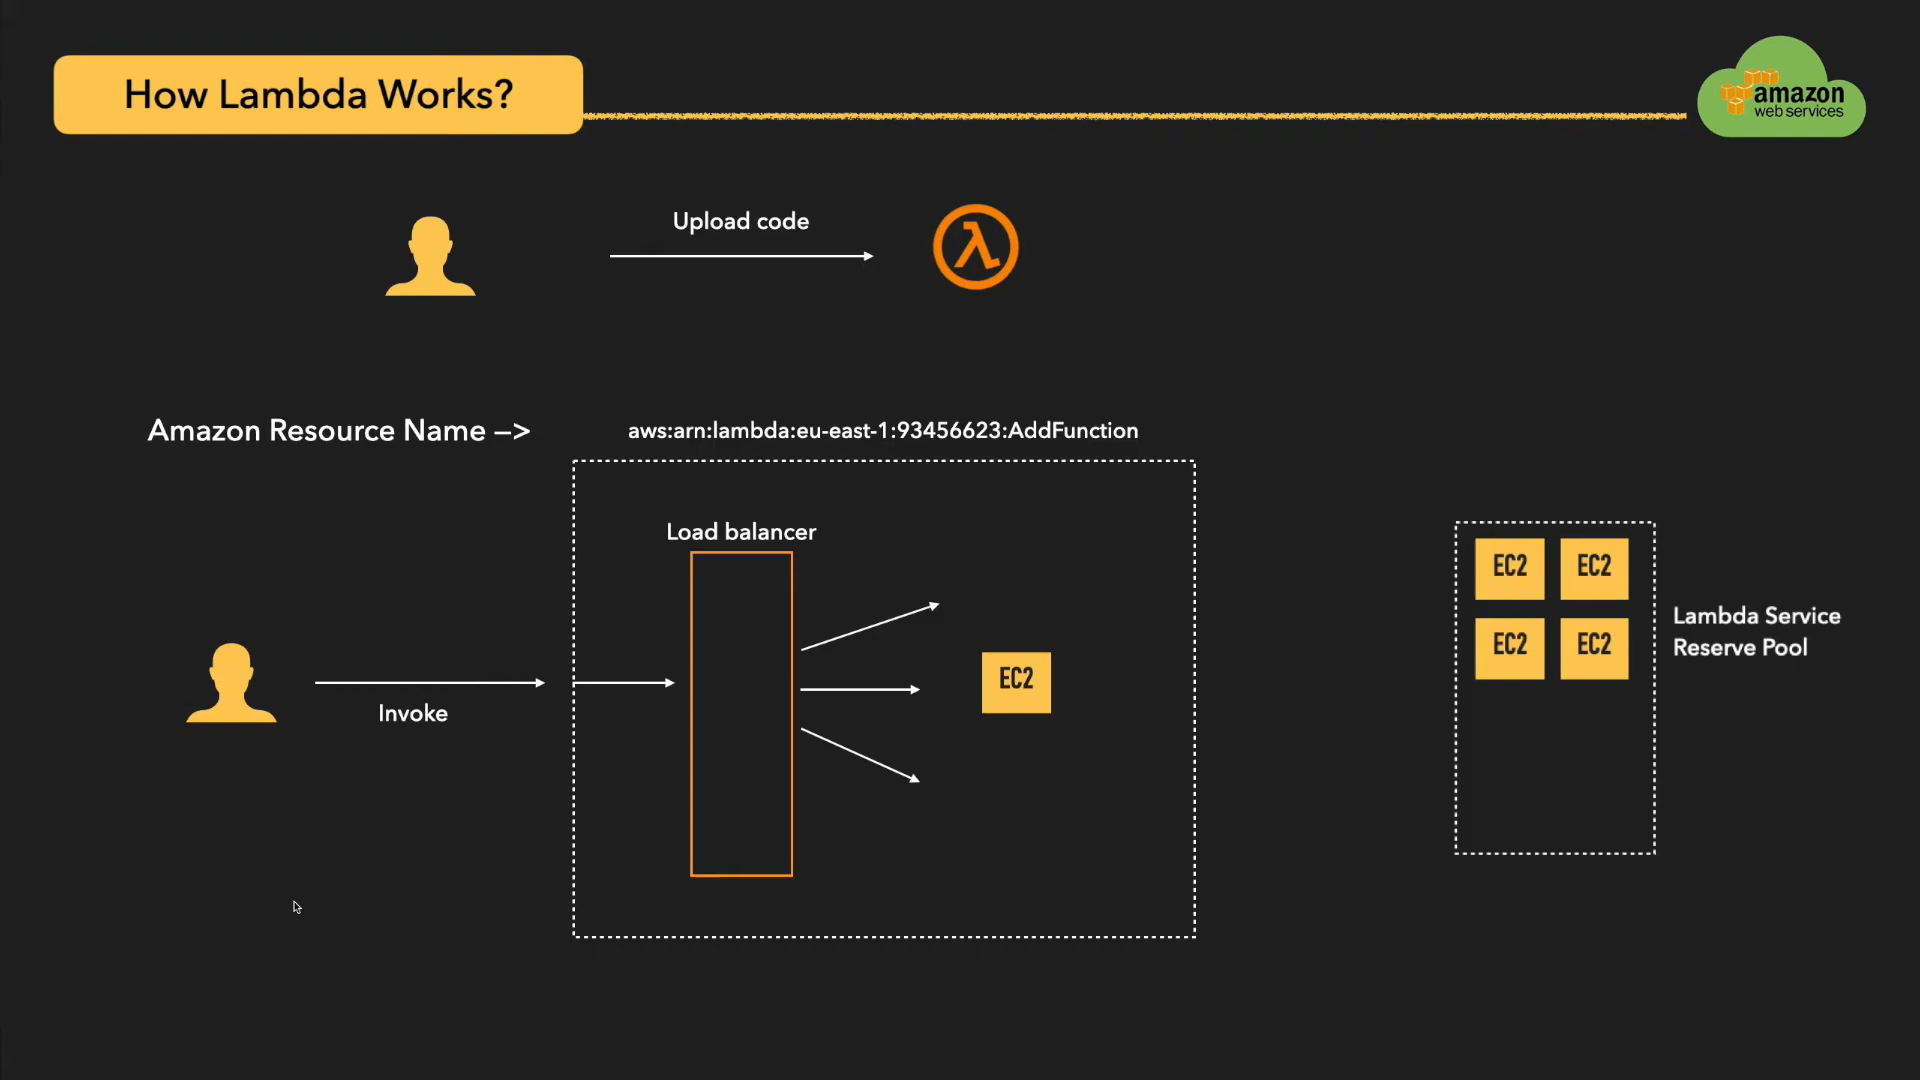 How Lambda Works?
amazon
web services
Upload code
λ
Amazon Resource Name –>
aws:arn:lambda:eu-east-1:93456623:AddFunction
Load balancer
Invoke
EC2
EC2 EC2
EC2 EC2
Lambda Service
Reserve Pool